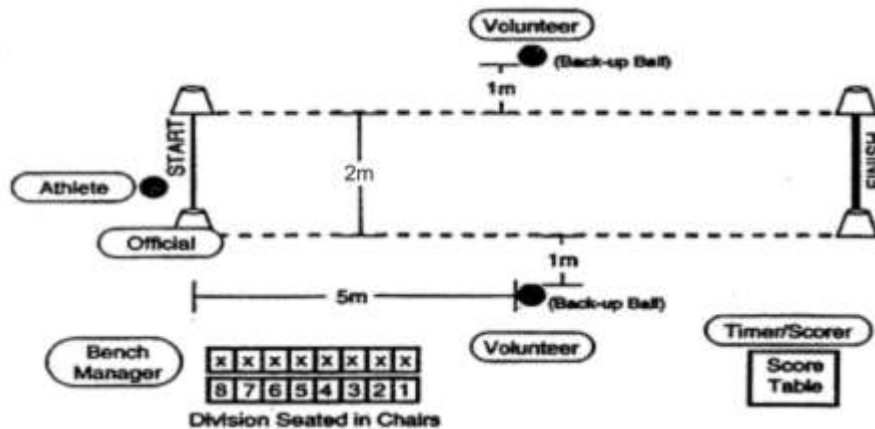 Volunteer
(Back-up Ball)
1m
START
FINISH
2m
Athlete
Official
1m
5m
(Back-up Ball)
Bench
Manager
x x x x x x x x
8 7 6 5 4 3 2 1
Division Seated in Chairs
Volunteer
Timer/Scorer
Score
Table